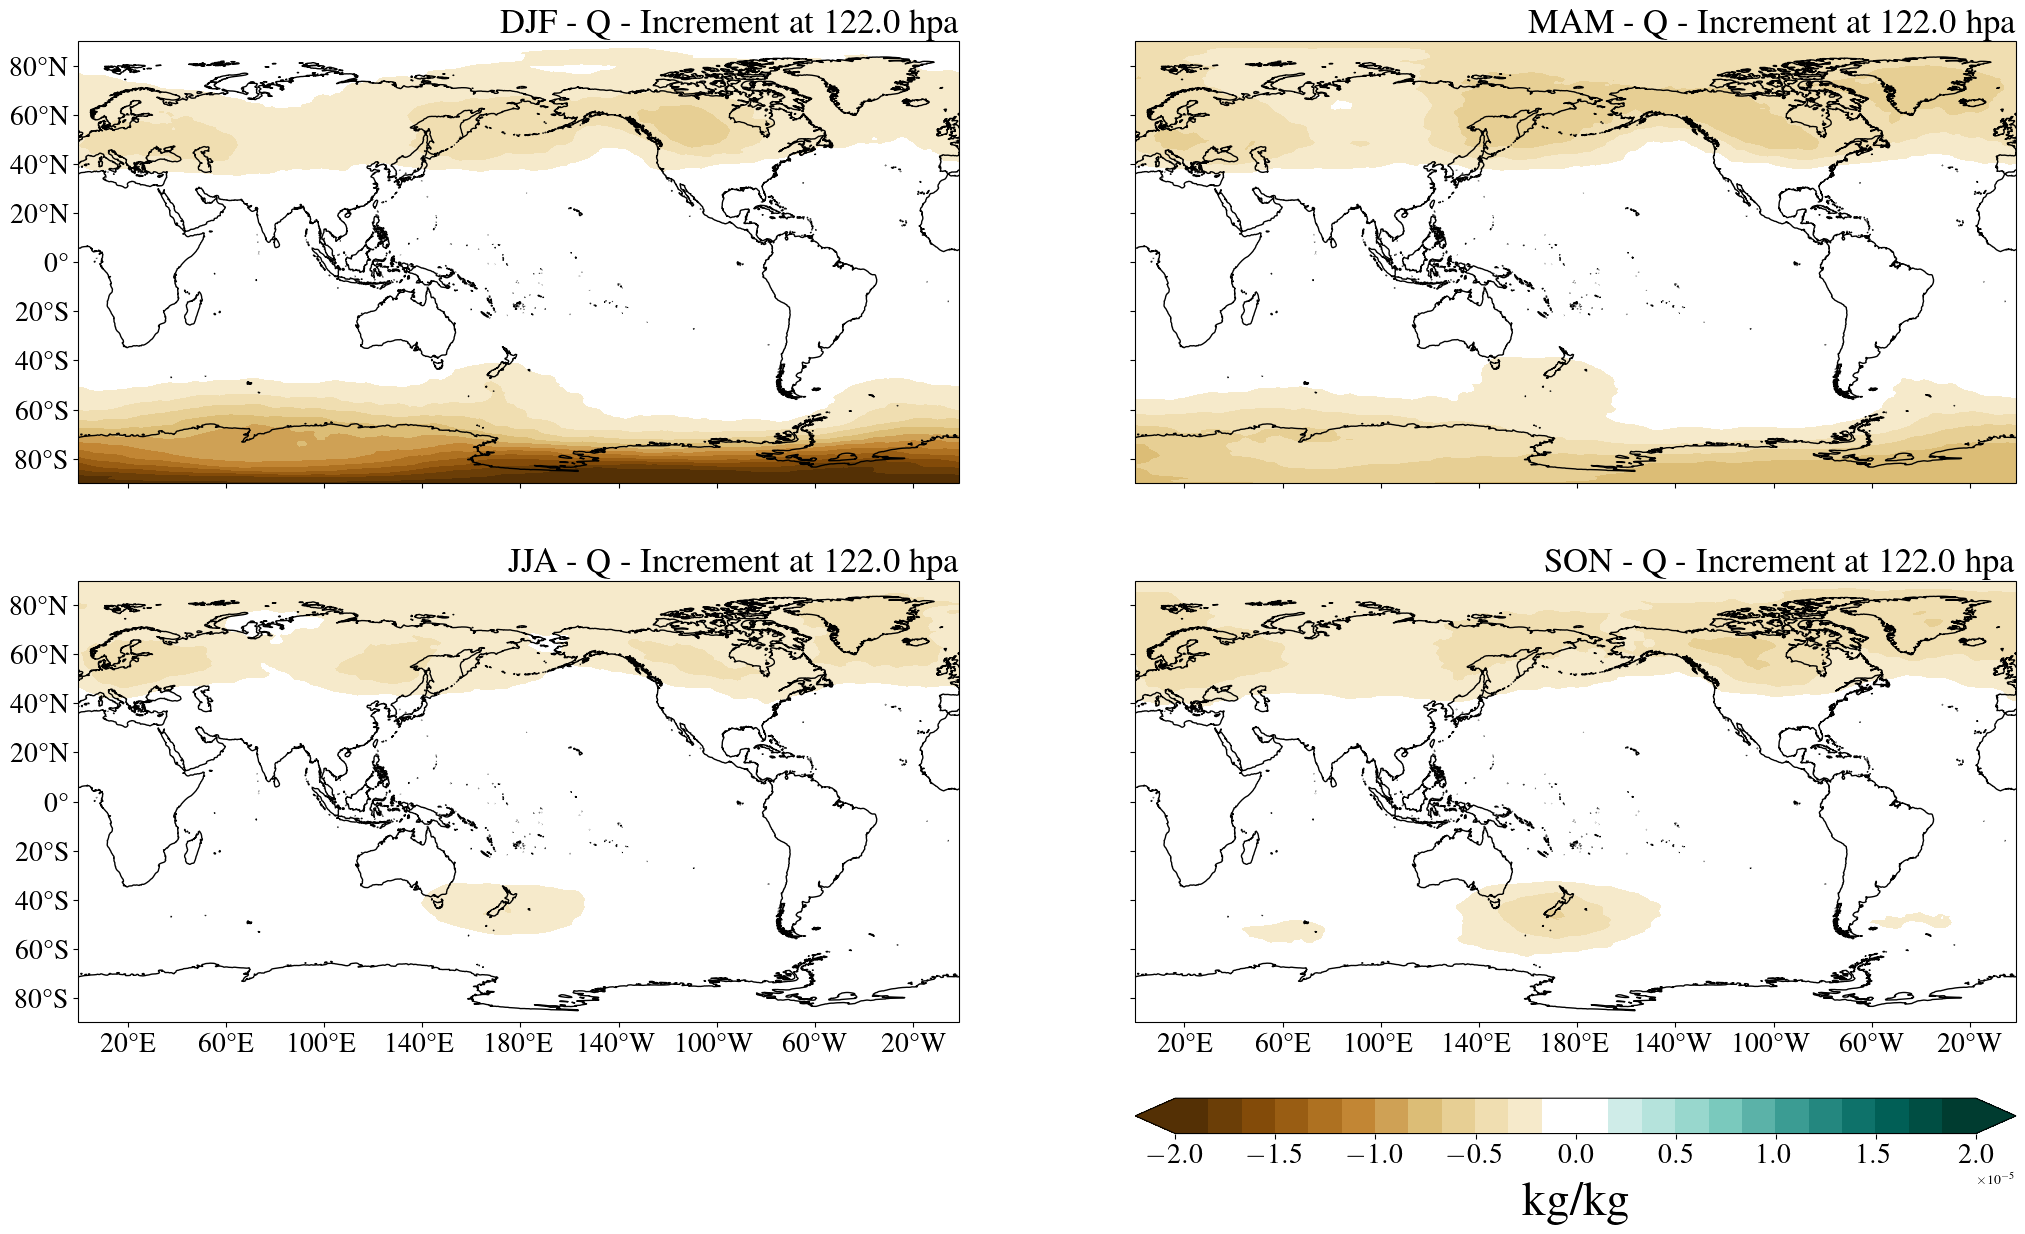 DJF - Q - Increment at 122.0 hpa
MAM - Q - Increment at 122.0 hpa
80°N
60°N
40°N
20°N
0°
20°S
40°S
60°S
80°S
JJA - Q - Increment at 122.0 hpa
SON - Q - Increment at 122.0 hpa
80°N
60°N
40°N
20°N
0°
20°S
40°S
60°S
80°S
20°E 60°E 100°E 140°E 180°E 140°W 100°W 60°W 20°W
20°E 60°E 100°E 140°E 180°E 140°W 100°W 60°W 20°W
−2.0 −1.5 −1.0 −0.5 0.0 0.5 1.0 1.5 2.0
×10⁻⁵
kg/kg